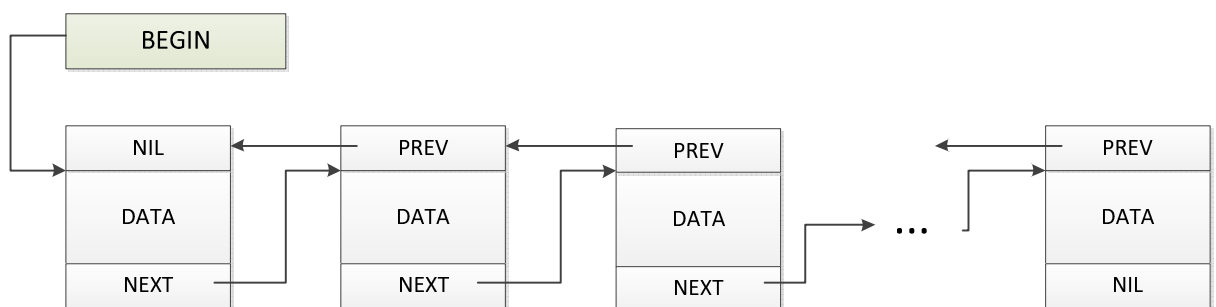 BEGIN
NIL PREV PREV PREV
DATA DATA DATA ... DATA
NEXT NEXT NEXT NIL